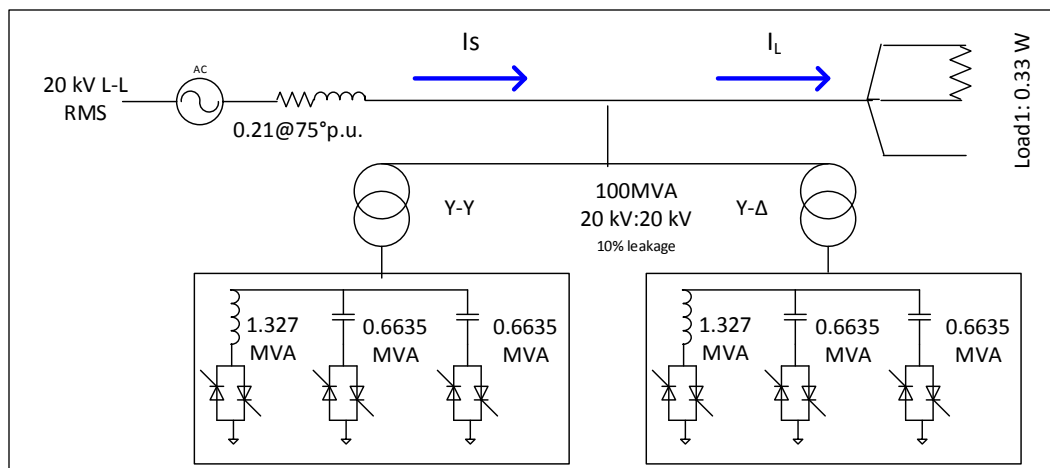 20 kV L-L
RMS
AC
0.21@75°p.u.
Is
I_L
Load1: 0.33 W
Y-Y
100MVA
20 kV:20 kV
10% leakage
Y-Δ
1.327
MVA
0.6635
MVA
0.6635
MVA
1.327
MVA
0.6635
MVA
0.6635
MVA